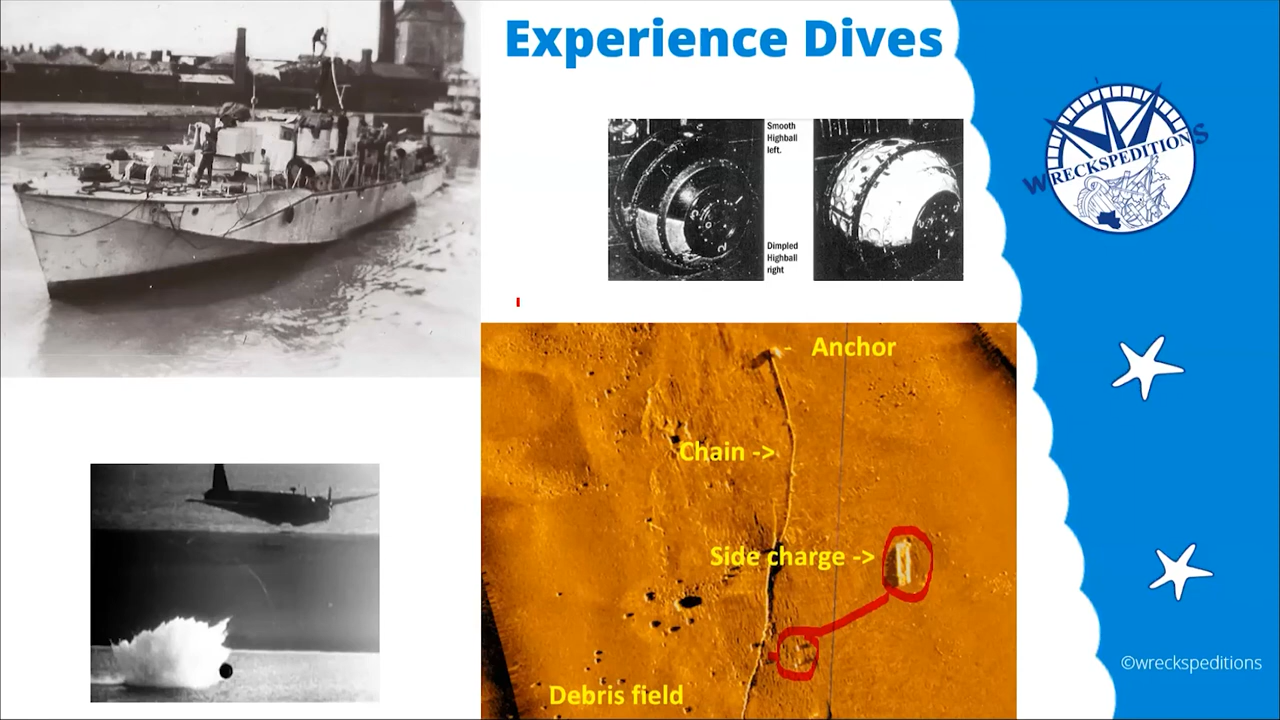 Experience Dives
Smooth
Highball
left.
Dimpled
Highball
right
WRECKSPEDITIONS
Anchor
Chain ->
Side charge ->
Debris field
©wreckspeditions